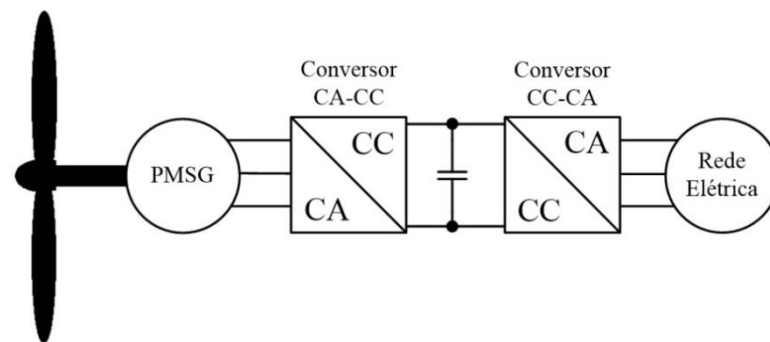 Conversor
CA-CC
Conversor
CC-CA
PMSG
CC
CA
CA
CC
Rede
Elétrica